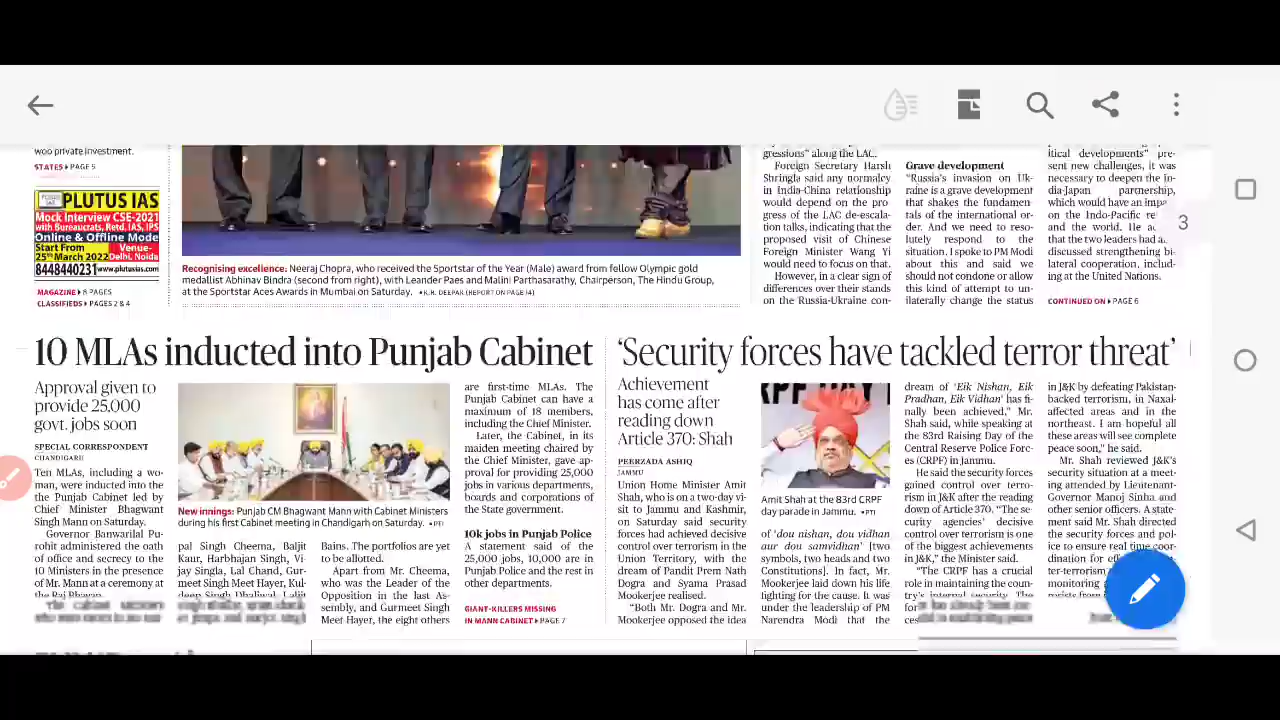 woo private investment.
STATES PAGE 5
PLUTUS IAS
Mock Interview CSE-2021
with Bureaucrats, Retd. IAS, IPS
Online & Offline Mode
Start From
25th March 2022
Venue-
Delhi, Noida
8448440231 www.plutusias.com
MAGAZINE 8 PAGES
CLASSIFIEDS PAGES 2 & 4
Recognising excellence: Neeraj Chopra, who received the Sportstar of the Year (Male) award from fellow Olympic gold
medallist Abhinav Bindra (second from right), with Leander Paes and Malini Parthasarathy, Chairperson, The Hindu Group,
at the Sportstar Aces Awards in Mumbai on Saturday. K.R. DEEPAK (REPORT ON PAGE 14)
gressions" along the LAC.
Foreign Secretary Harsh
Shringla said any normalcy
in India-China relationship
would depend on the pro-
gress of the LAC de-escala-
tion talks, indicating that the
proposed visit of Chinese
Foreign Minister Wang Yi
would need to focus on that.
However, in a clear sign of
differences over their stands
on the Russia-Ukraine con-
Grave development
"Russia's invasion on Uk-
raine is a grave development
that shakes the fundamen-
tals of the international or-
der. And we need to reso-
lutely respond to the
situation. I spoke to PM Modi
about this and said we
should not condone or allow
this kind of attempt to un-
ilaterally change the status
itical developments" pre-
sent new challenges, it was
necessary to deepen the In-
dia-Japan partnership,
which would have an
on the Indo-Pacific
and the world. He
that the two leaders had
discussed strengthening bi-
lateral cooperation, includ-
ing at the United Nations.
CONTINUED ON PAGE 6
3
10 MLAs inducted into Punjab Cabinet
Approval given to
provide 25,000
govt. jobs soon
SPECIAL CORRESPONDENT
CHANDIGARH
Ten MLAs, including a wo-
man, were inducted into the
the Punjab Cabinet led by
Chief Minister Bhagwant
Singh Mann on Saturday.
Governor Banwarilal Pu-
rohit administered the oath
of office and secrecy to the
10 Ministers in the presence
of Mr. Mann at a ceremony at
the Raj Bhavan.
New innings: Punjab CM Bhagwant Mann with Cabinet Ministers
during his first Cabinet meeting in Chandigarh on Saturday. PTI
pal Singh Cheema, Baljit
Kaur, Harbhajan Singh, Vi-
jay Singla, Lal Chand, Gur-
meet Singh Meet Hayer, Kul-
deep Singh Dhaliwal, Laljit
Bains. The portfolios are yet
to be allotted.
Apart from Mr. Cheema,
who was the Leader of the
Opposition in the last As-
sembly, and Gurmeet Singh
Meet Hayer, the eight others
are first-time MLAs. The
Punjab Cabinet can have a
maximum of 18 members,
including the Chief Minister.
Later, the Cabinet, in its
maiden meeting chaired by
the Chief Minister, gave ap-
proval for providing 25,000
jobs in various departments,
boards and corporations of
the State government.
10k jobs in Punjab Police
A statement said of the
25,000 jobs, 10,000 are in
Punjab Police and the rest in
other departments.
GIANT-KILLERS MISSING
IN MANN CABINET PAGE 7
'Security forces have tackled terror threat'
Achievement
has come after
reading down
Article 370: Shah
PEERZADA ASHIQ
JAMMU
Union Home Minister Amit
Shah, who is on a two-day vi-
sit to Jammu and Kashmir,
on Saturday said security
forces had achieved decisive
control over terrorism in the
Union Territory, with the
dream of Pandit Prem Nath
Dogra and Syama Prasad
Mookerjee realised.
"Both Mr. Dogra and Mr.
Mookerjee opposed the idea
Amit Shah at the 83rd CRPF
day parade in Jammu. PTI
of 'dou nishan, dou vidhan
aur dou samvidhan' [two
symbols, two heads and two
Constitutions]. In fact, Mr.
Mookerjee laid down his life
fighting for the cause. It was
under the leadership of PM
Narendra Modi that the
dream of 'Eik Nishan, Eik
Pradhan, Eik Vidhan' has fi-
nally been achieved," Mr.
Shah said, while speaking at
the 83rd Raising Day of the
Central Reserve Police Forc-
es (CRPF) in Jammu.
He said the security forces
gained control over terro-
rism in J&K after the reading
down of Article 370. "The se-
curity agencies' decisive
control over terrorism is one
of the biggest achievements
in J&K," the Minister said.
"The CRPF has a crucial
role in maintaining the coun-
try's internal security. The
in J&K by defeating Pakistan-
backed terrorism, in Naxal-
affected areas and in the
northeast. I am hopeful all
these areas will see complete
peace soon," he said.
Mr. Shah reviewed J&K's
security situation at a meet-
ing attended by Lieutenant-
Governor Manoj Sinha and
other senior officers. A state-
ment said Mr. Shah directed
the security forces and pol-
ice to ensure real time coor-
dination for
ter-terrorism
monitoring